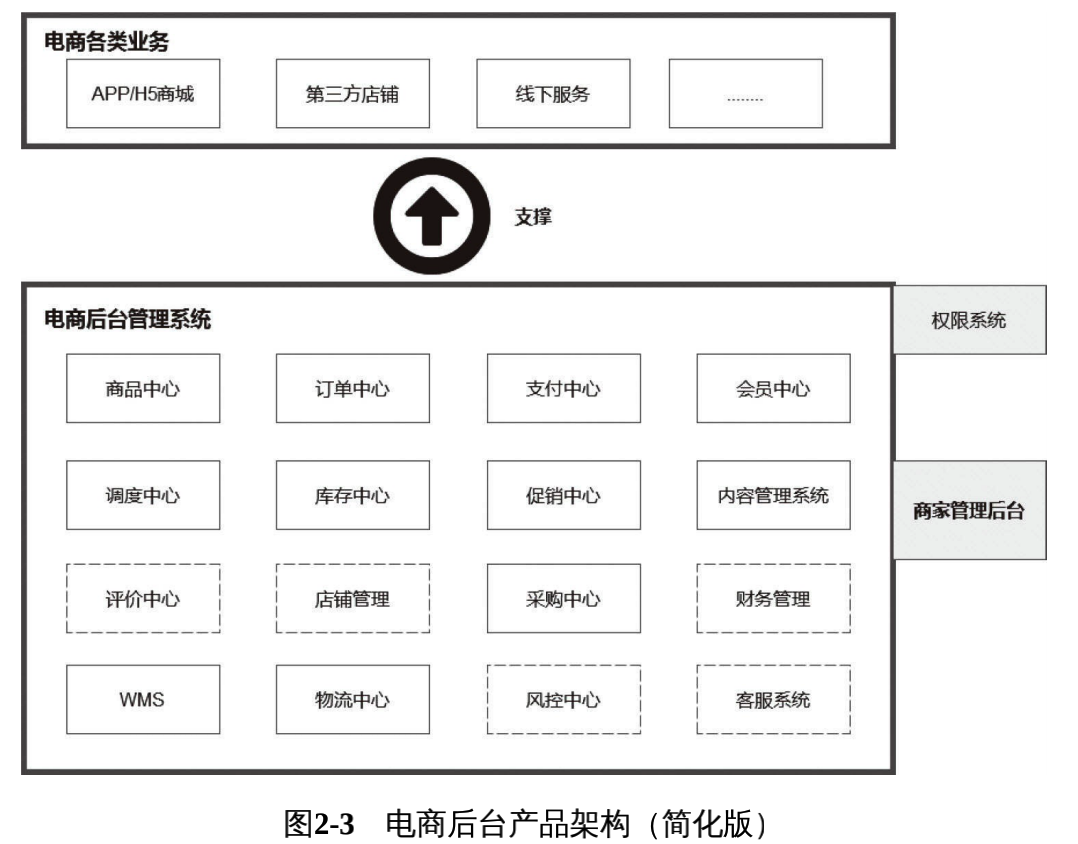 电商各类业务
APP/H5商城 第三方店铺 线下服务 ........
支撑
电商后台管理系统 权限系统
商品中心 订单中心 支付中心 会员中心
调度中心 库存中心 促销中心 内容管理系统
商家管理后台
评价中心 店铺管理 采购中心 财务管理
WMS 物流中心 风控中心 客服系统
图2-3 电商后台产品架构（简化版）